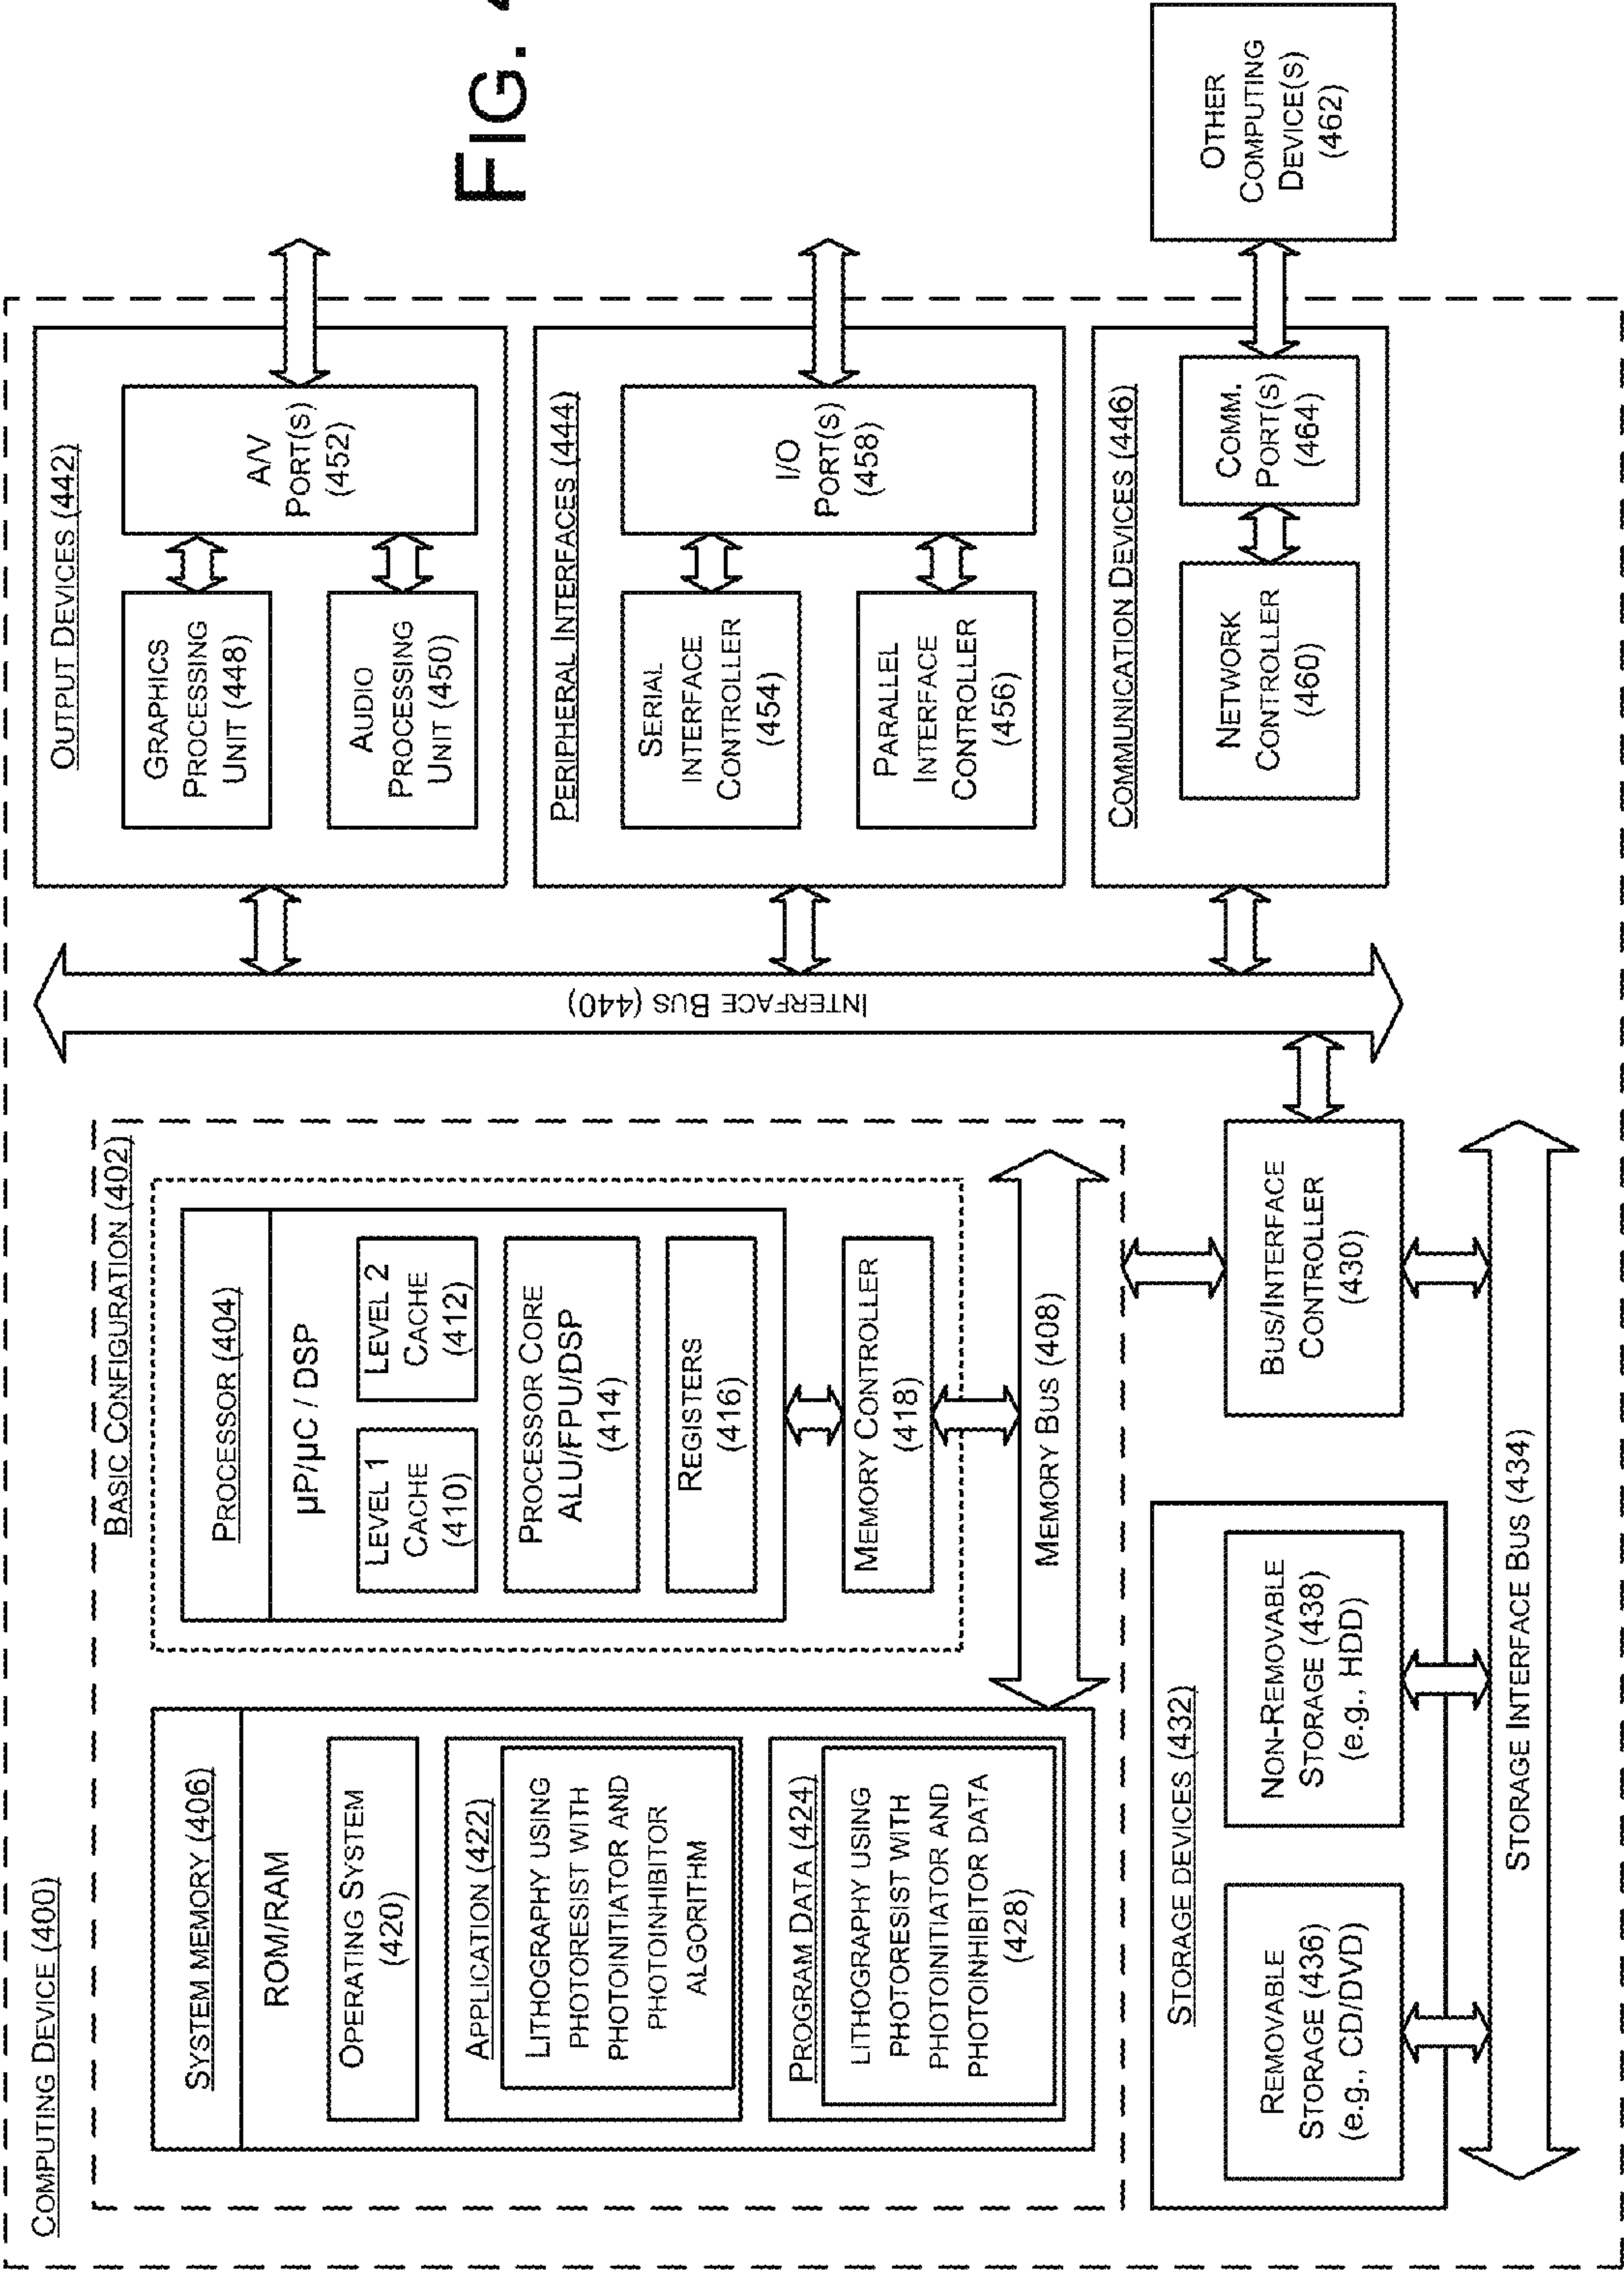 COMPUTING DEVICE (400)
BASIC CONFIGURATION (402)
SYSTEM MEMORY (406)
ROM/RAM
OPERATING SYSTEM
(420)
APPLICATION (422)
LITHOGRAPHY USING
PHOTORESIST WITH
PHOTOINITIATOR AND
PHOTOINHIBITOR
ALGORITHM
PROGRAM DATA (424)
LITHOGRAPHY USING
PHOTORESIST WITH
PHOTOINITIATOR AND
PHOTOINHIBITOR DATA
(428)
PROCESSOR (404)
µP/µC / DSP
LEVEL 1
CACHE
(410)
LEVEL 2
CACHE
(412)
PROCESSOR CORE
ALU/FPU/DSP
(414)
REGISTERS
(416)
MEMORY CONTROLLER
(418)
MEMORY BUS (408)
STORAGE DEVICES (432)
REMOVABLE
STORAGE (436)
(e.g., CD/DVD)
NON-REMOVABLE
STORAGE (438)
(e.g., HDD)
BUS/INTERFACE
CONTROLLER
(430)
STORAGE INTERFACE BUS (434)
INTERFACE BUS (440)
OUTPUT DEVICES (442)
GRAPHICS
PROCESSING
UNIT (448)
AUDIO
PROCESSING
UNIT (450)
A/V
PORT(S)
(452)
PERIPHERAL INTERFACES (444)
SERIAL
INTERFACE
CONTROLLER
(454)
PARALLEL
INTERFACE
CONTROLLER
(456)
I/O
PORT(S)
(458)
COMMUNICATION DEVICES (446)
NETWORK
CONTROLLER
(460)
COMM.
PORT(S)
(464)
OTHER
COMPUTING
DEVICE(S)
(462)
FIG.